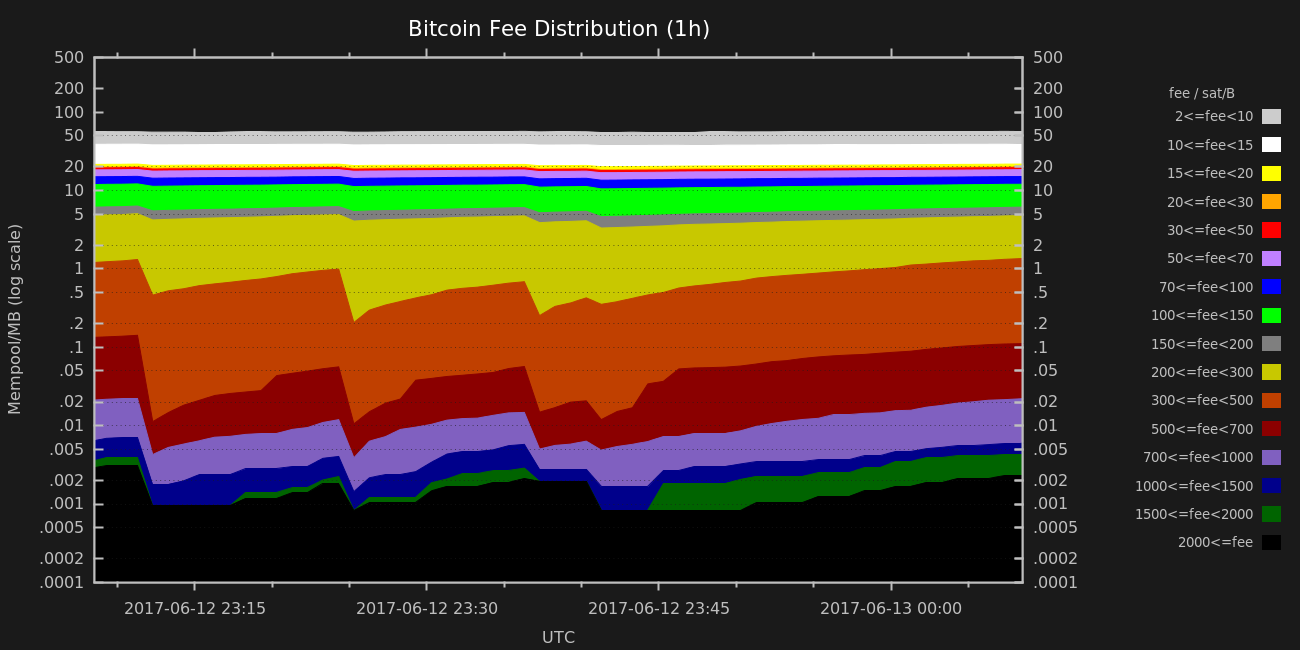 Bitcoin Fee Distribution (1h)
Mempool/MB (log scale)
500
200
100
50
20
10
5
2
1
.5
.2
.1
.05
.02
.01
.005
.002
.001
.0005
.0002
.0001
500
200
100
50
20
10
5
2
1
.5
.2
.1
.05
.02
.01
.005
.002
.001
.0005
.0002
.0001
2017-06-12 23:15 2017-06-12 23:30 2017-06-12 23:45 2017-06-13 00:00
UTC
fee / sat/B
2<=fee<10
10<=fee<15
15<=fee<20
20<=fee<30
30<=fee<50
50<=fee<70
70<=fee<100
100<=fee<150
150<=fee<200
200<=fee<300
300<=fee<500
500<=fee<700
700<=fee<1000
1000<=fee<1500
1500<=fee<2000
2000<=fee